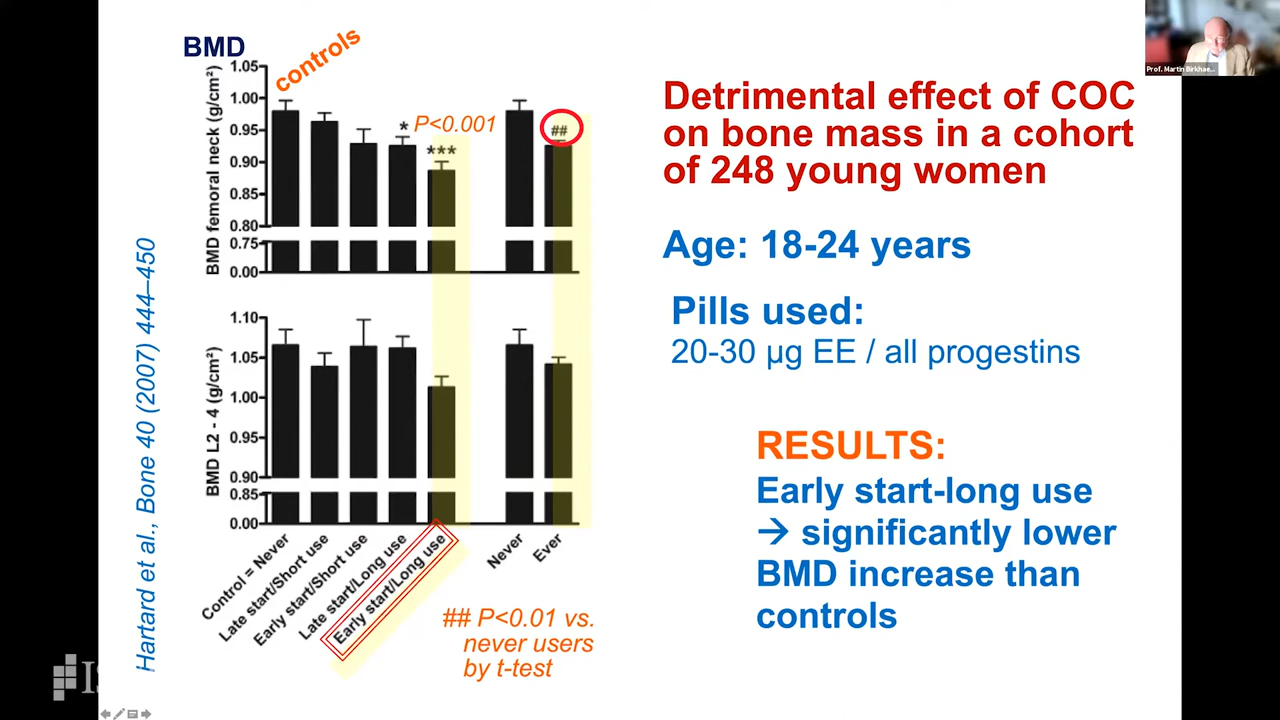 BMD
controls
BMD femoral neck (g/cm²)
1.05
1.00
0.95
0.90
0.85
0.80
0.75
0.00
*
P<0.001
***
##
BMD L2 - 4 (g/cm²)
1.10
1.05
1.00
0.95
0.90
0.85
0.00
Control = Never
Late start/Short use
Early start/Short use
Late start/Long use
Early start/Long use
Never
Ever
## P<0.01 vs.
never users
by t-test
Hartard et al., Bone 40 (2007) 444–450
Detrimental effect of COC
on bone mass in a cohort
of 248 young women
Age: 18-24 years
Pills used:
20-30 µg EE / all progestins
RESULTS:
Early start-long use
→ significantly lower
BMD increase than
controls
Prof. Martin Birkhae...